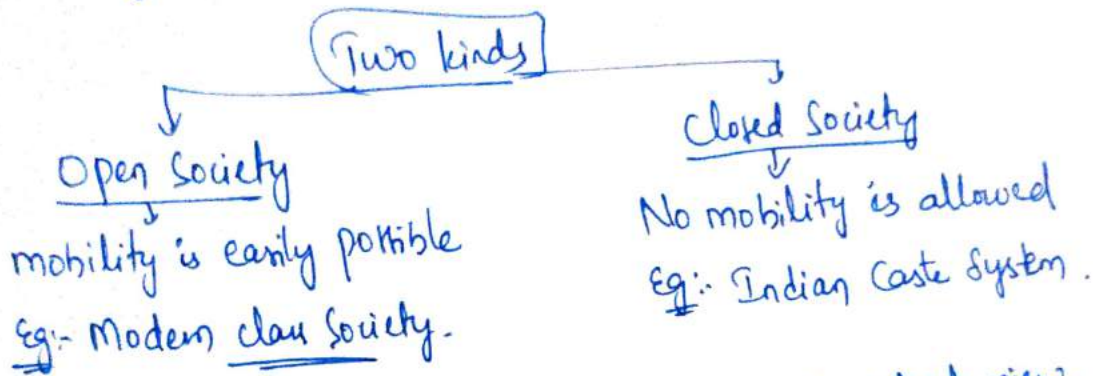 Two kinds
Open Society
mobility is easily possible
Eg:- Modern class Society.
Closed Society
No mobility is allowed
Eg:- Indian Caste System.